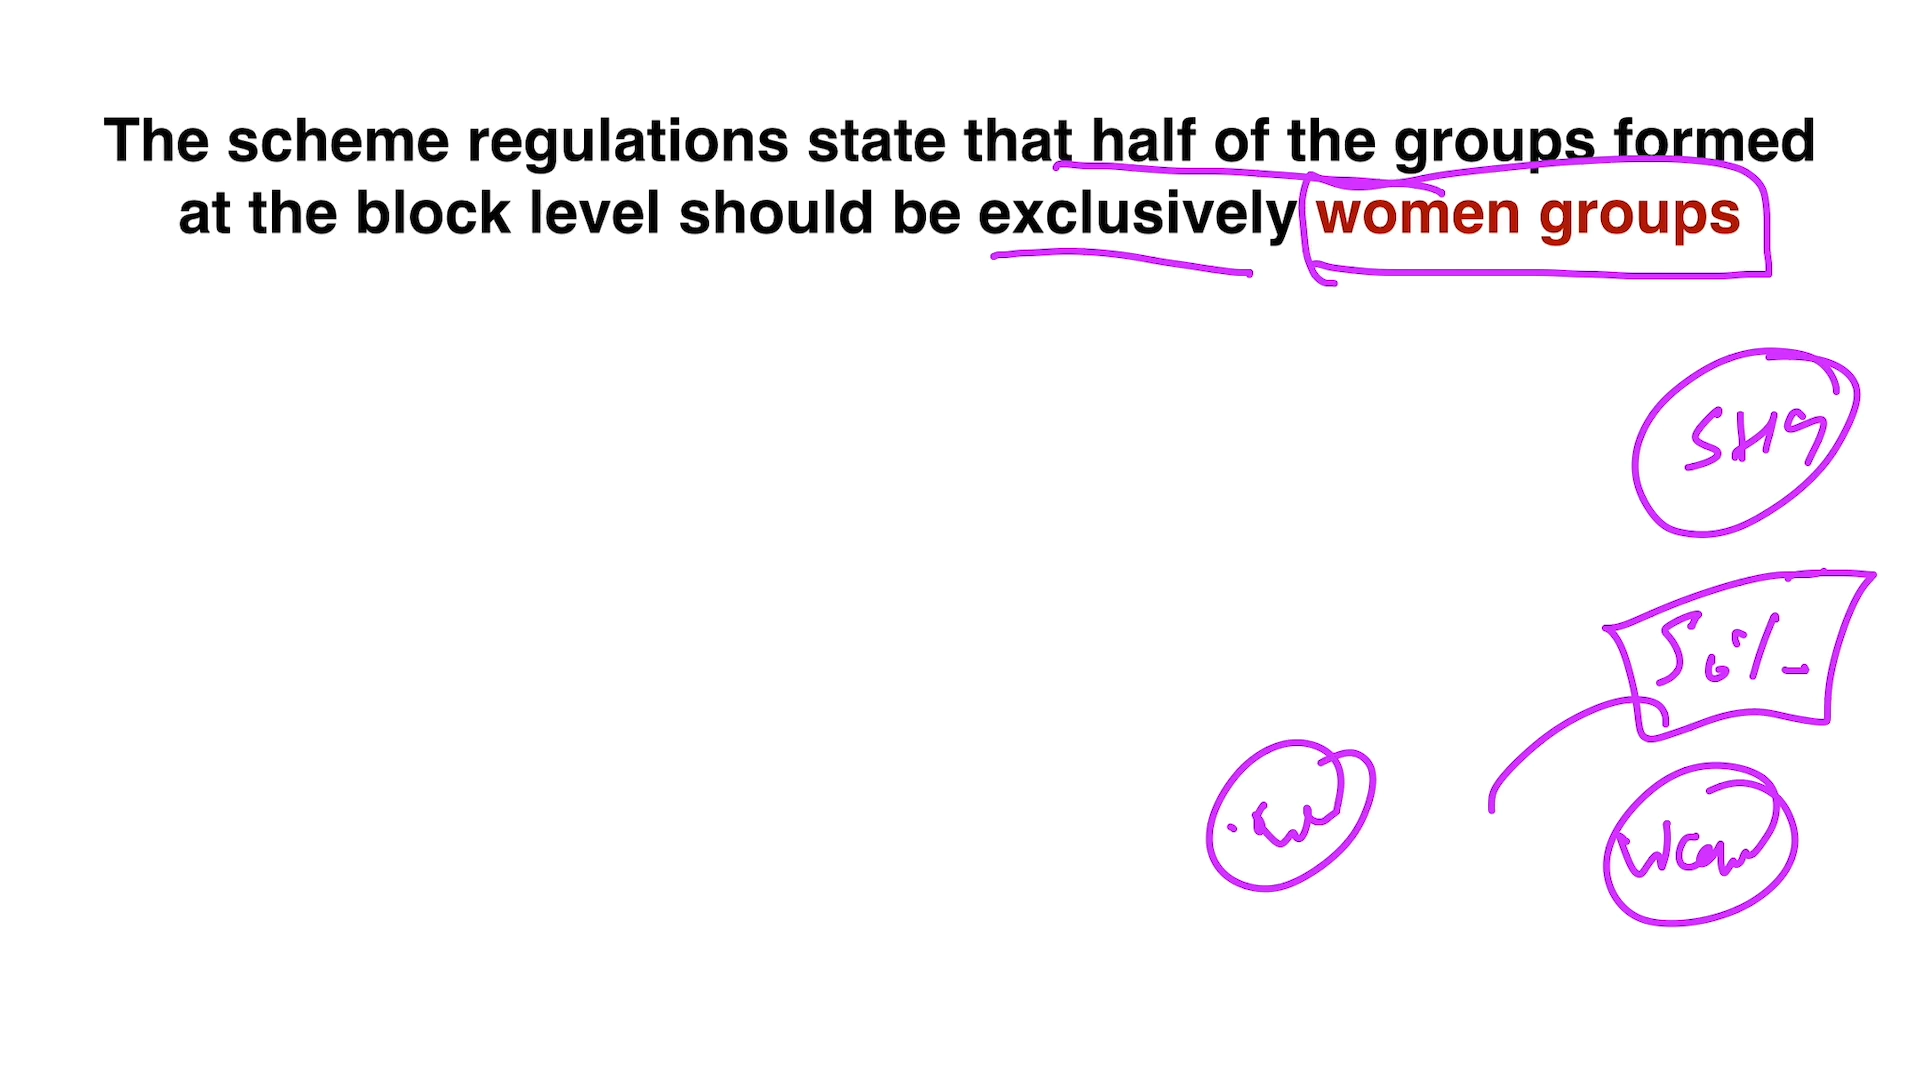 The scheme regulations state that half of the groups formed
at the block level should be exclusively women groups
SHG
50%